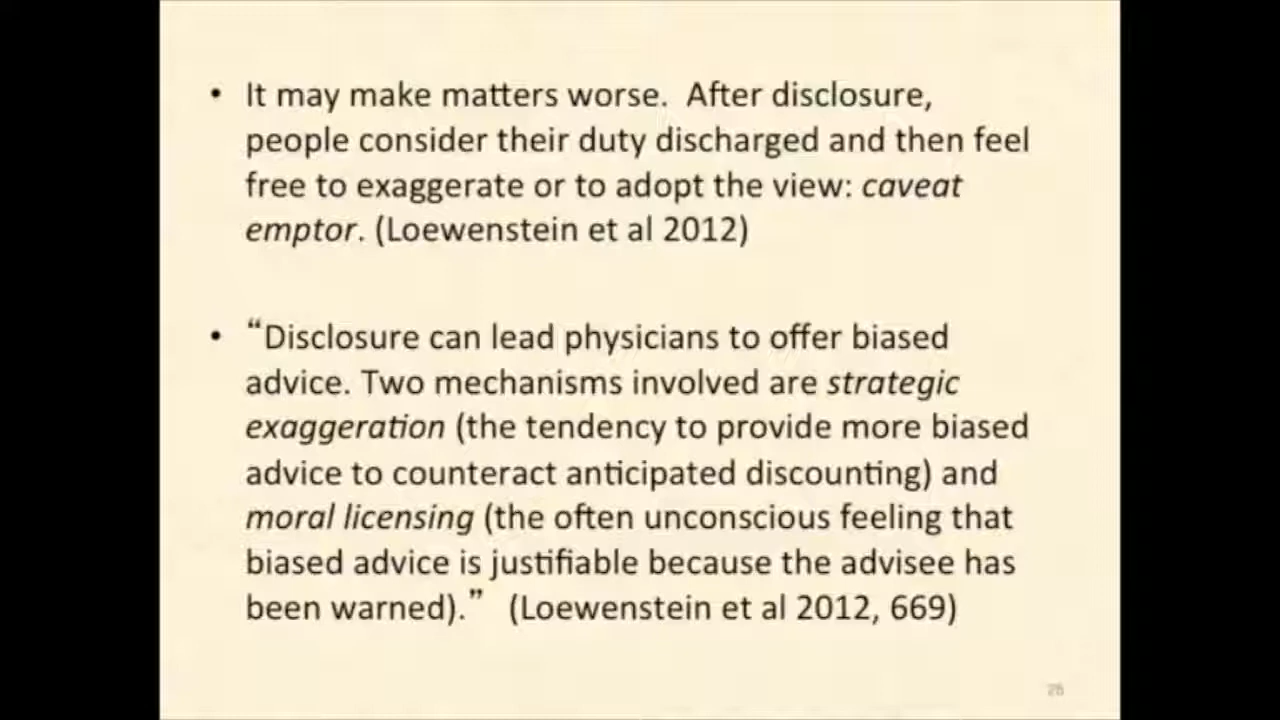 • It may make matters worse.  After disclosure,
people consider their duty discharged and then feel
free to exaggerate or to adopt the view: caveat
emptor. (Loewenstein et al 2012)
• “Disclosure can lead physicians to offer biased
advice. Two mechanisms involved are strategic
exaggeration (the tendency to provide more biased
advice to counteract anticipated discounting) and
moral licensing (the often unconscious feeling that
biased advice is justifiable because the advisee has
been warned).”  (Loewenstein et al 2012, 669)